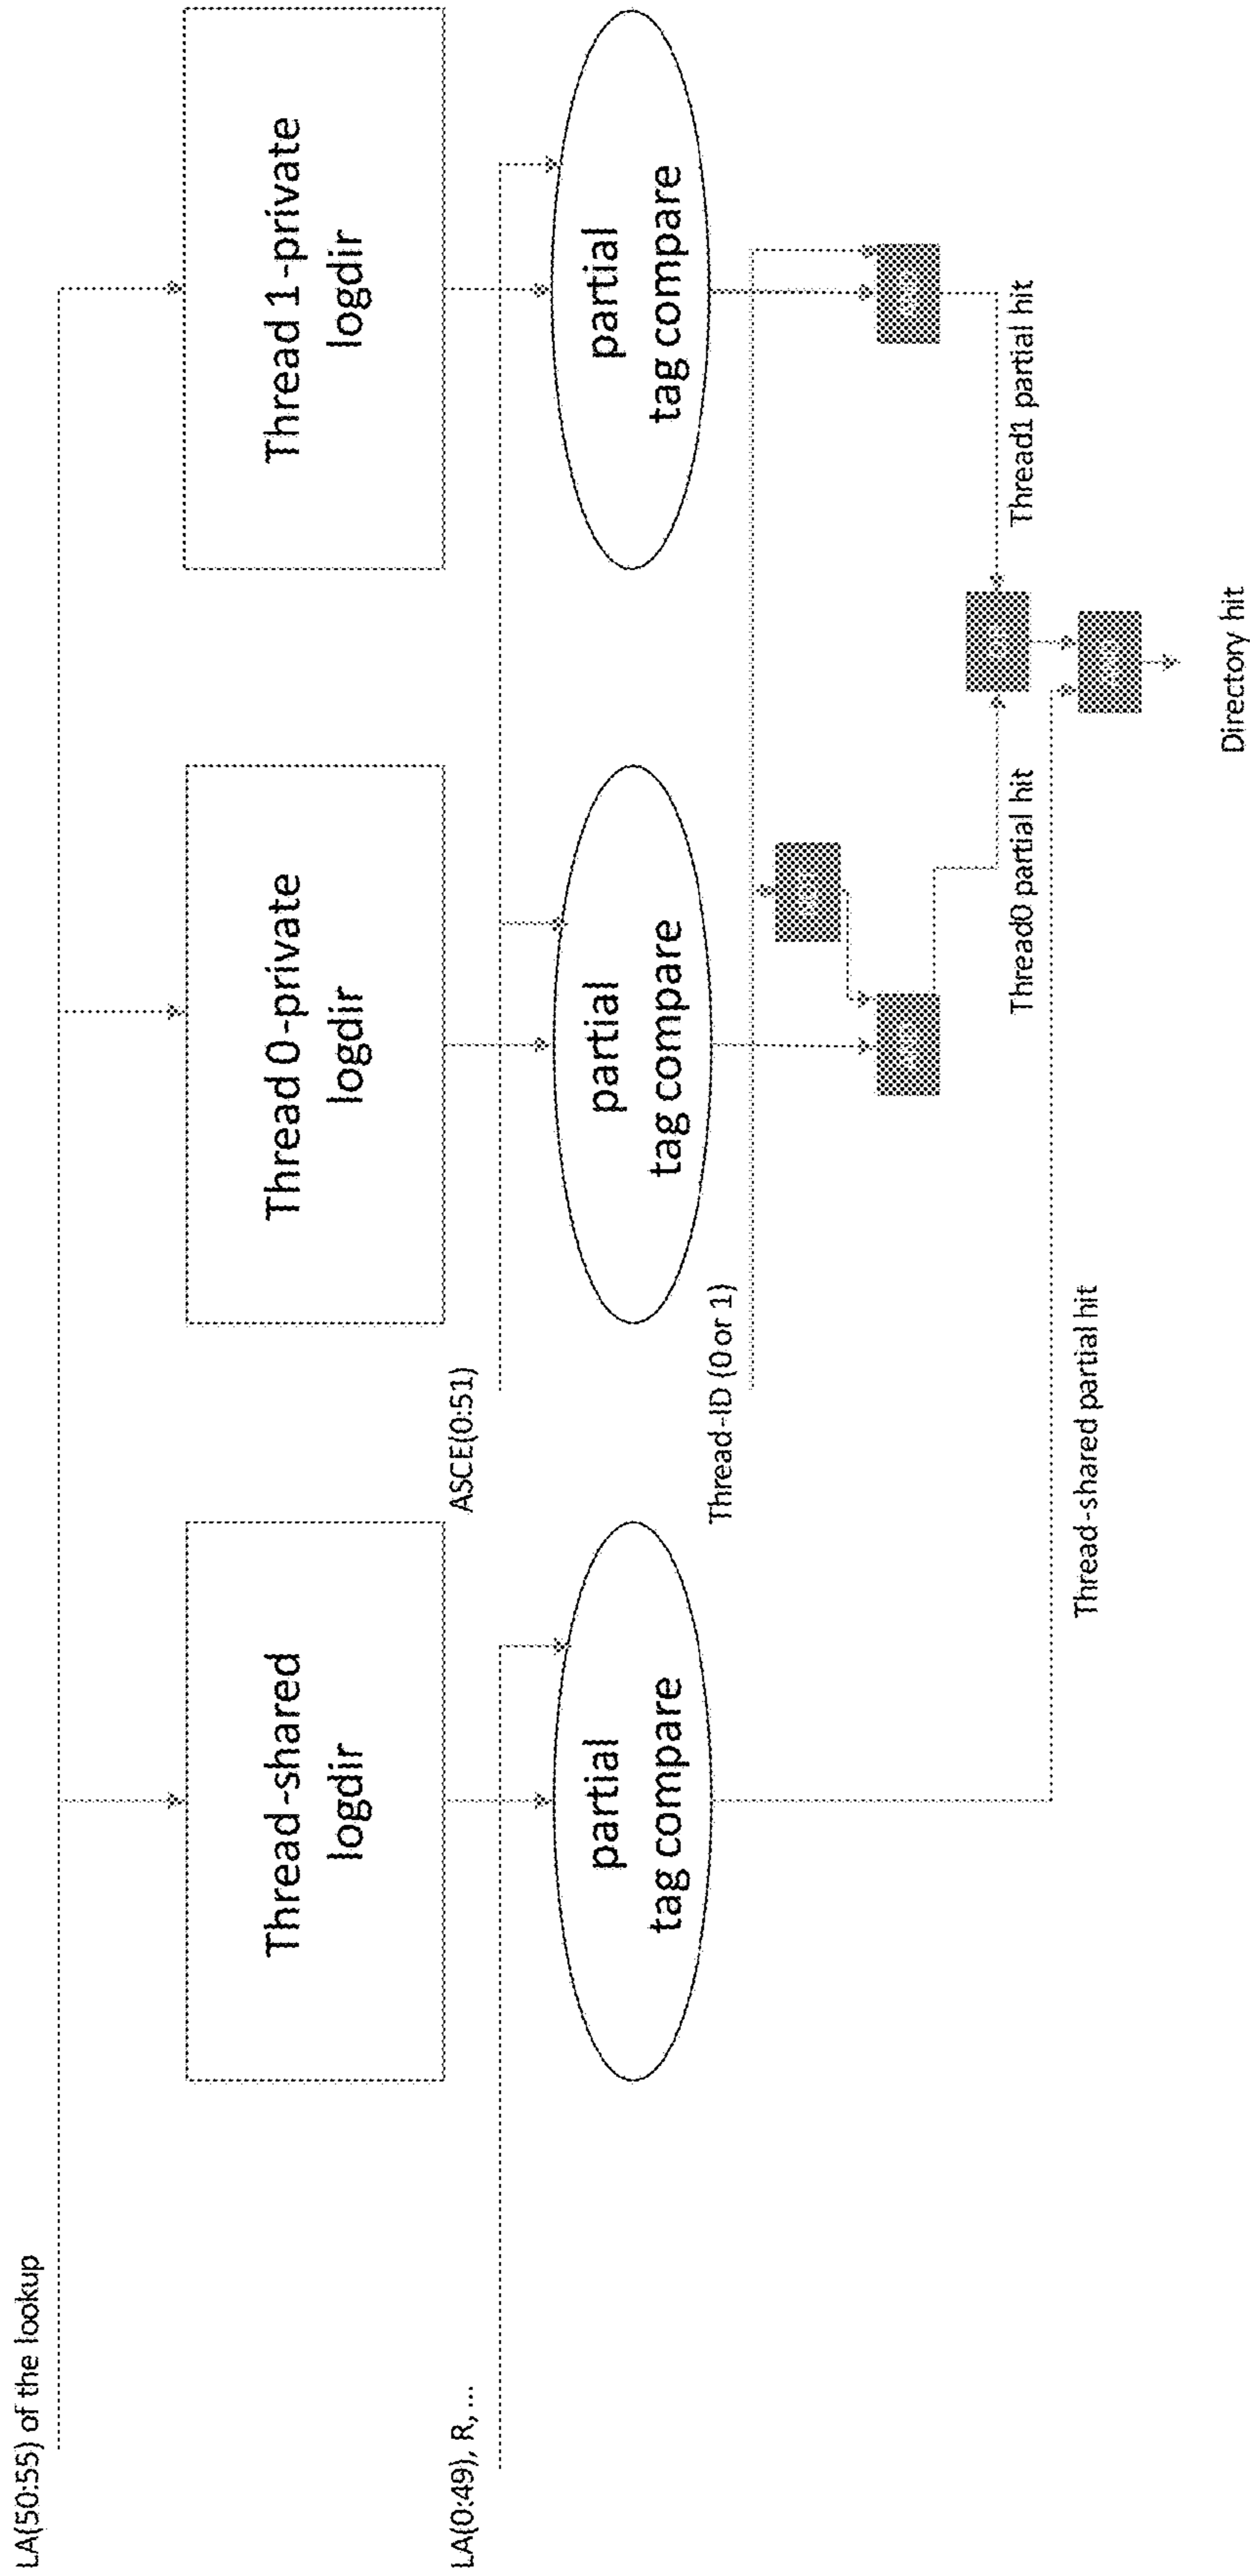 LA(50:55) of the lookup
Thread-shared
logdir
Thread 0-private
logdir
Thread 1-private
logdir
LA(0:49), R, ...
ASCE(0:51)
partial
tag compare
partial
tag compare
partial
tag compare
Thread-ID (0 or 1)
Thread0 partial hit
Thread1 partial hit
Thread-shared partial hit
Directory hit